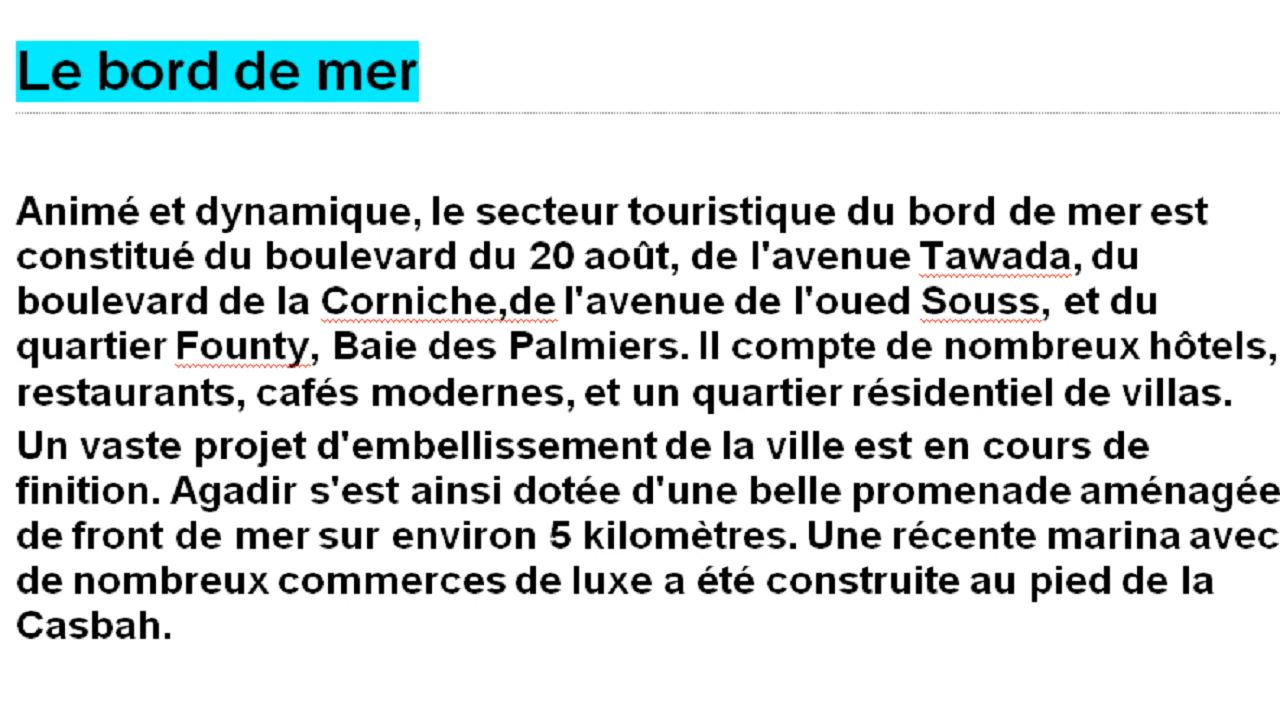 Le bord de mer
Animé et dynamique, le secteur touristique du bord de mer est
constitué du boulevard du 20 août, de l'avenue Tawada, du
boulevard de la Corniche,de l'avenue de l'oued Souss, et du
quartier Founty, Baie des Palmiers. Il compte de nombreux hôtels,
restaurants, cafés modernes, et un quartier résidentiel de villas.
Un vaste projet d'embellissement de la ville est en cours de
finition. Agadir s'est ainsi dotée d'une belle promenade aménagée
de front de mer sur environ 5 kilomètres. Une récente marina avec
de nombreux commerces de luxe a été construite au pied de la
Casbah.